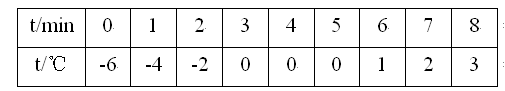 t/min 0 1 2 3 4 5 6 7 8
t/℃ -6 -4 -2 0 0 0 1 2 3